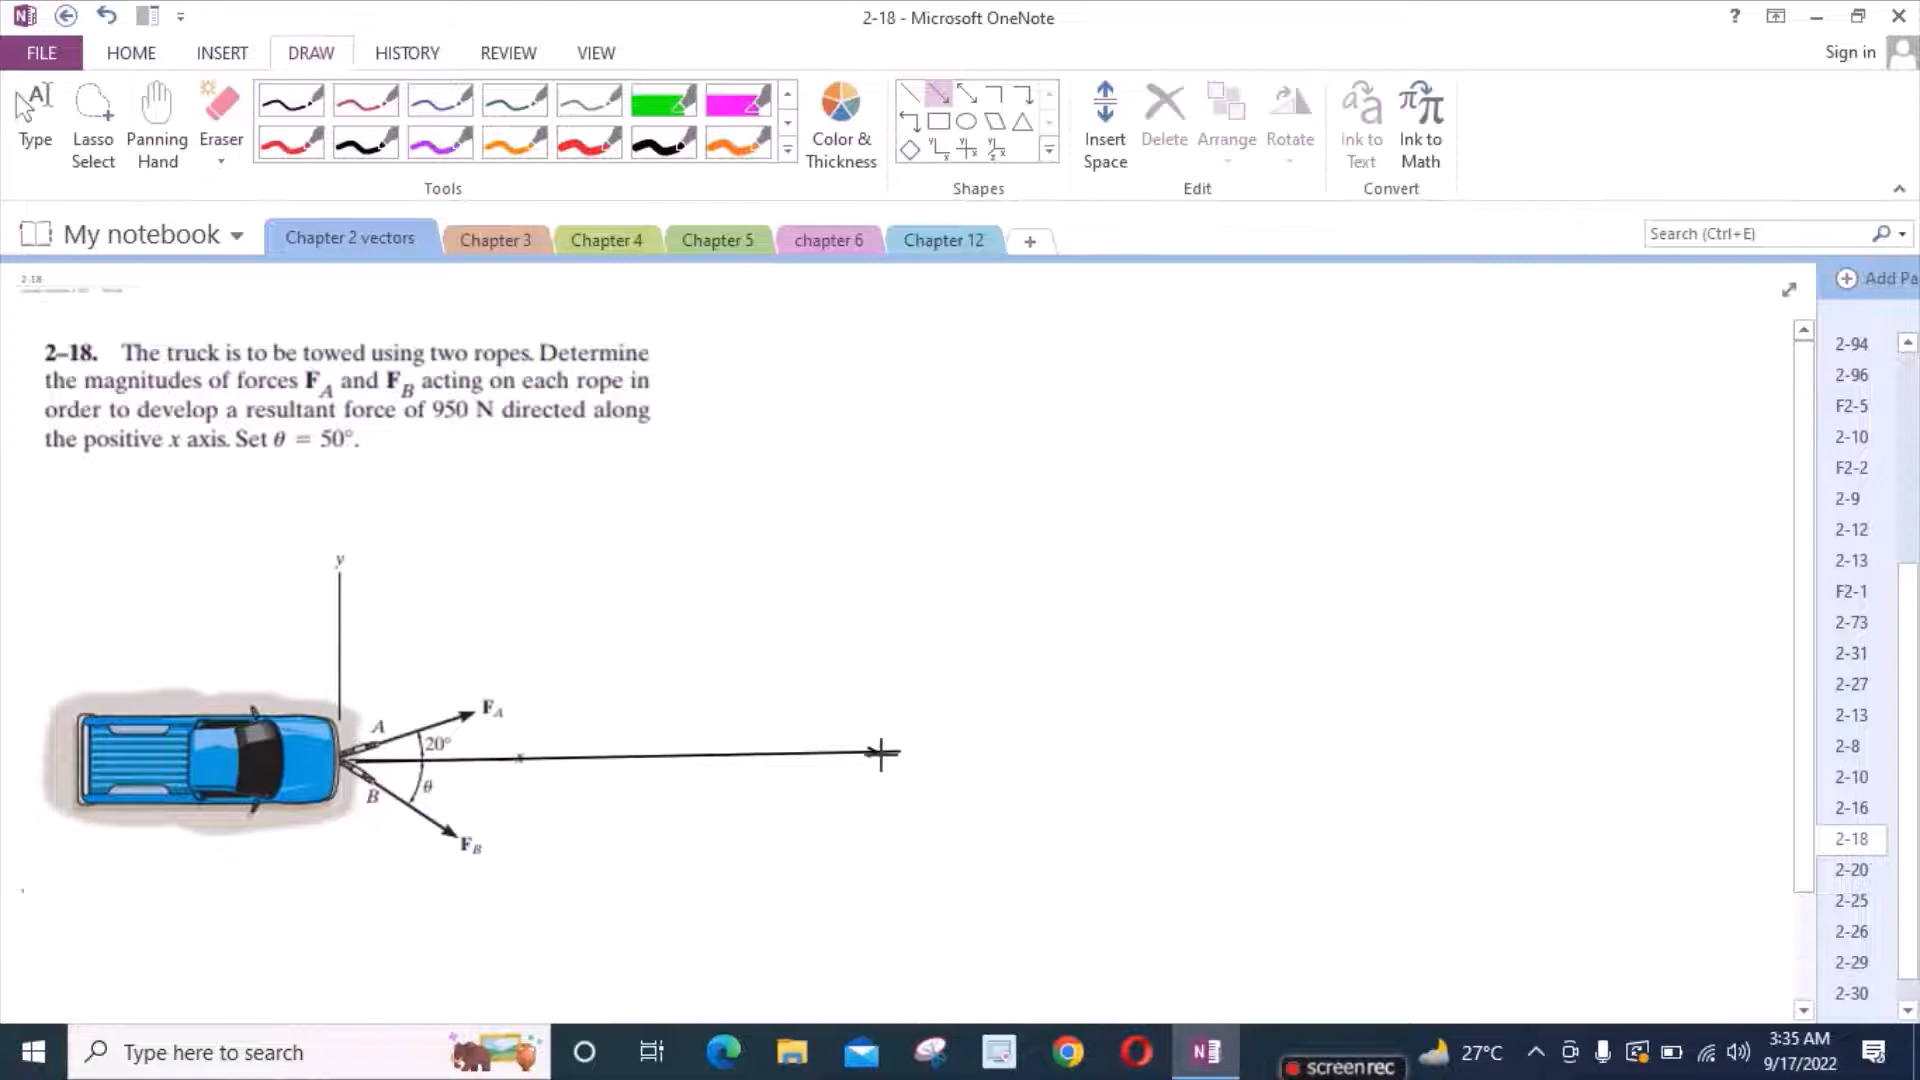 2-18 - Microsoft OneNote
FILE
HOME
INSERT
DRAW
HISTORY
REVIEW
VIEW
Sign in
Type
Lasso
Select
Panning
Hand
Eraser
Color &
Thickness
Insert
Space
Delete
Arrange
Rotate
Ink to
Text
Ink to
Math
Tools
Shapes
Edit
Convert
My notebook
Chapter 2 vectors
Chapter 3
Chapter 4
Chapter 5
chapter 6
Chapter 12
Search (Ctrl+E)
2-18
Add Pa
2–18. The truck is to be towed using two ropes. Determine
the magnitudes of forces F_A and F_B acting on each rope in
order to develop a resultant force of 950 N directed along
the positive x axis. Set θ = 50°.
y
A
F_A
20°
x
θ
B
F_B
2-94
2-96
F2-5
2-10
F2-2
2-9
2-12
2-13
F2-1
2-73
2-31
2-27
2-13
2-8
2-10
2-16
2-18
2-20
2-25
2-26
2-29
2-30
Type here to search
screenrec
27°C
3:35 AM
9/17/2022